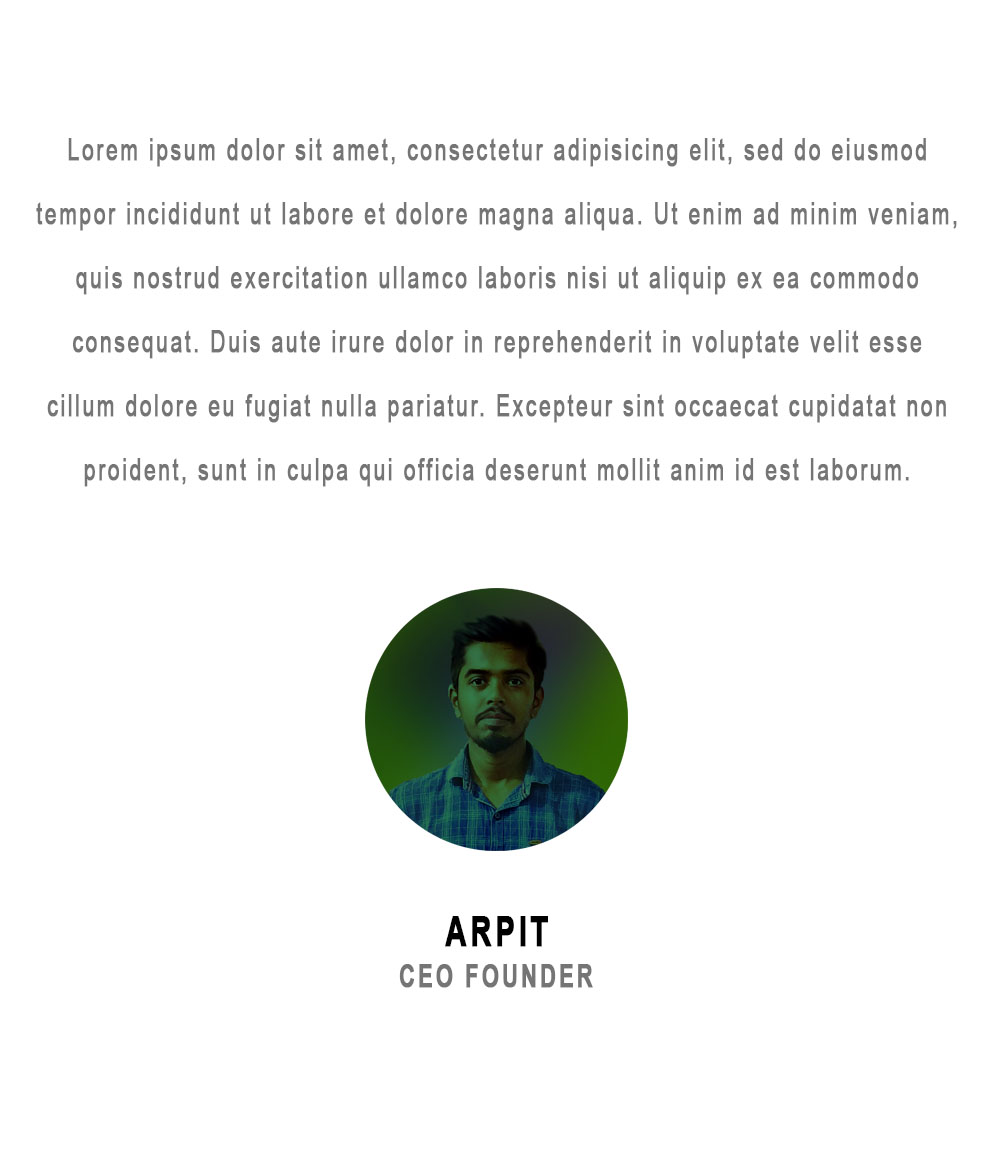 Lorem ipsum dolor sit amet, consectetur adipisicing elit, sed do eiusmod
tempor incididunt ut labore et dolore magna aliqua. Ut enim ad minim veniam,
quis nostrud exercitation ullamco laboris nisi ut aliquip ex ea commodo
consequat. Duis aute irure dolor in reprehenderit in voluptate velit esse
cillum dolore eu fugiat nulla pariatur. Excepteur sint occaecat cupidatat non
proident, sunt in culpa qui officia deserunt mollit anim id est laborum.
ARPIT
CEO FOUNDER